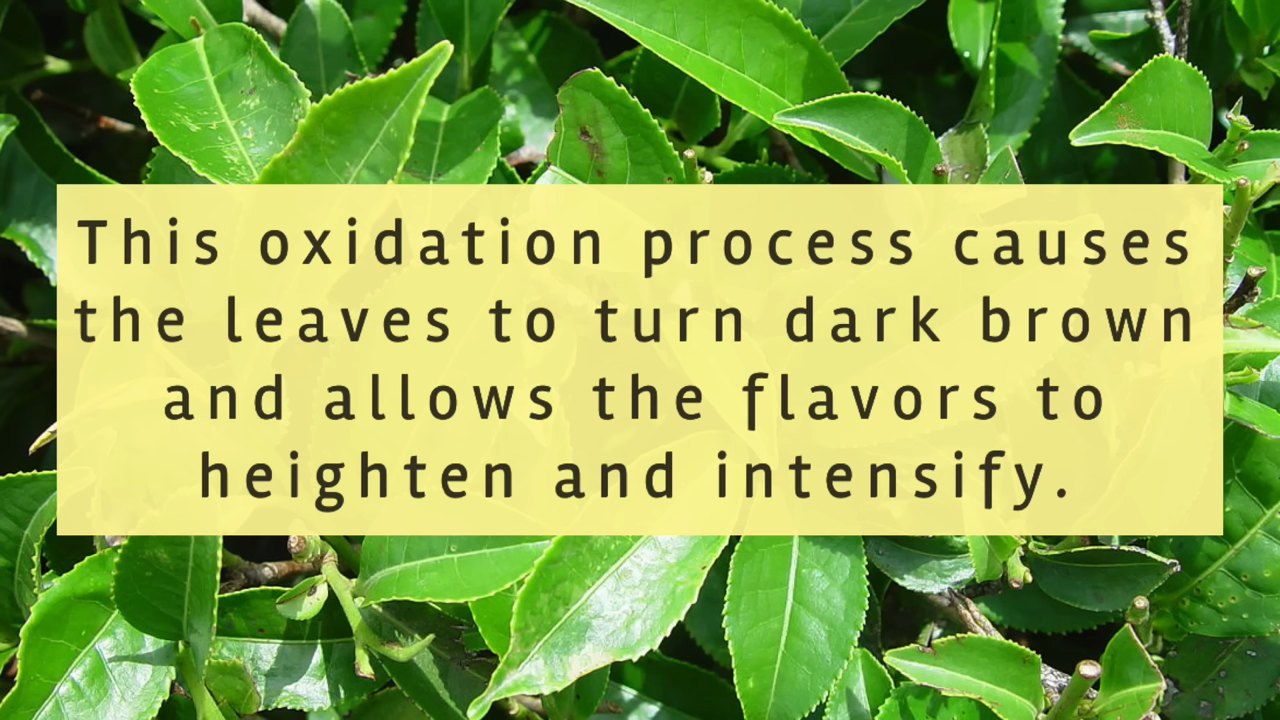 This oxidation process causes
the leaves to turn dark brown
and allows the flavors to
heighten and intensify.